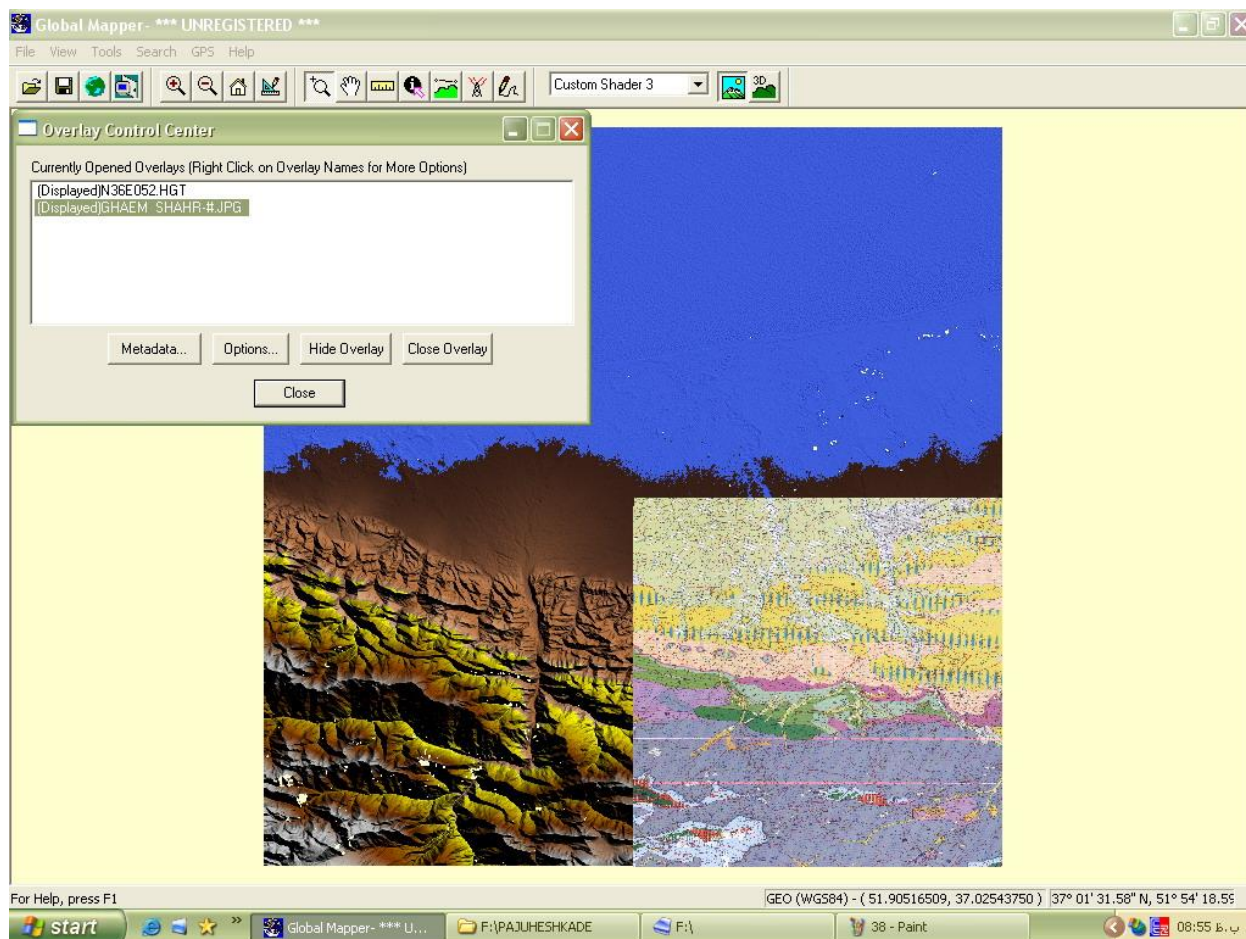 Global Mapper- *** UNREGISTERED ***
File View Tools Search GPS Help
Custom Shader 3
3D
Overlay Control Center
Currently Opened Overlays (Right Click on Overlay Names for More Options)
(Displayed)N36E052.HGT
(Displayed)GHAEM SHAHR-#.JPG
Metadata... Options... Hide Overlay Close Overlay
Close
For Help, press F1
GEO (WGS84) - ( 51.90516509, 37.02543750 ) 37° 01' 31.58" N, 51° 54' 18.59
start » Global Mapper- *** U... F:\PAJUHESHKADE F:\ 38 - Paint 08:55 ب.ظ